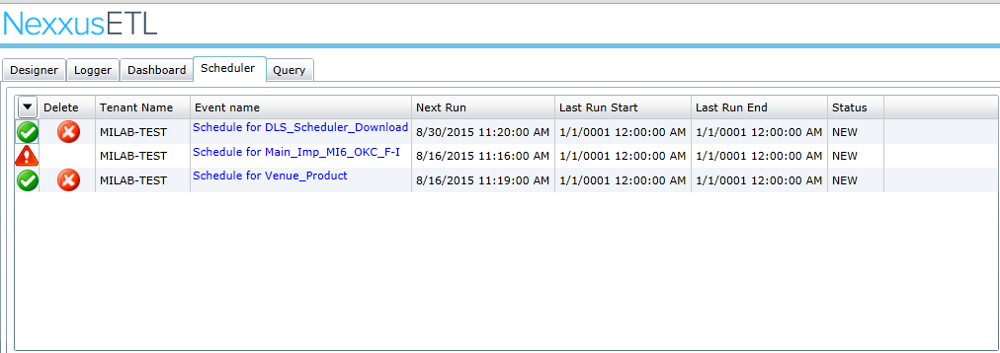 NexxusETL
Designer Logger Dashboard Scheduler Query
Delete Tenant Name Event name Next Run Last Run Start Last Run End Status
MILAB-TEST Schedule for DLS_Scheduler_Download 8/30/2015 11:20:00 AM 1/1/0001 12:00:00 AM 1/1/0001 12:00:00 AM NEW
MILAB-TEST Schedule for Main_Imp_MI6_OKC_F-I 8/16/2015 11:16:00 AM 1/1/0001 12:00:00 AM 1/1/0001 12:00:00 AM NEW
MILAB-TEST Schedule for Venue_Product 8/16/2015 11:19:00 AM 1/1/0001 12:00:00 AM 1/1/0001 12:00:00 AM NEW